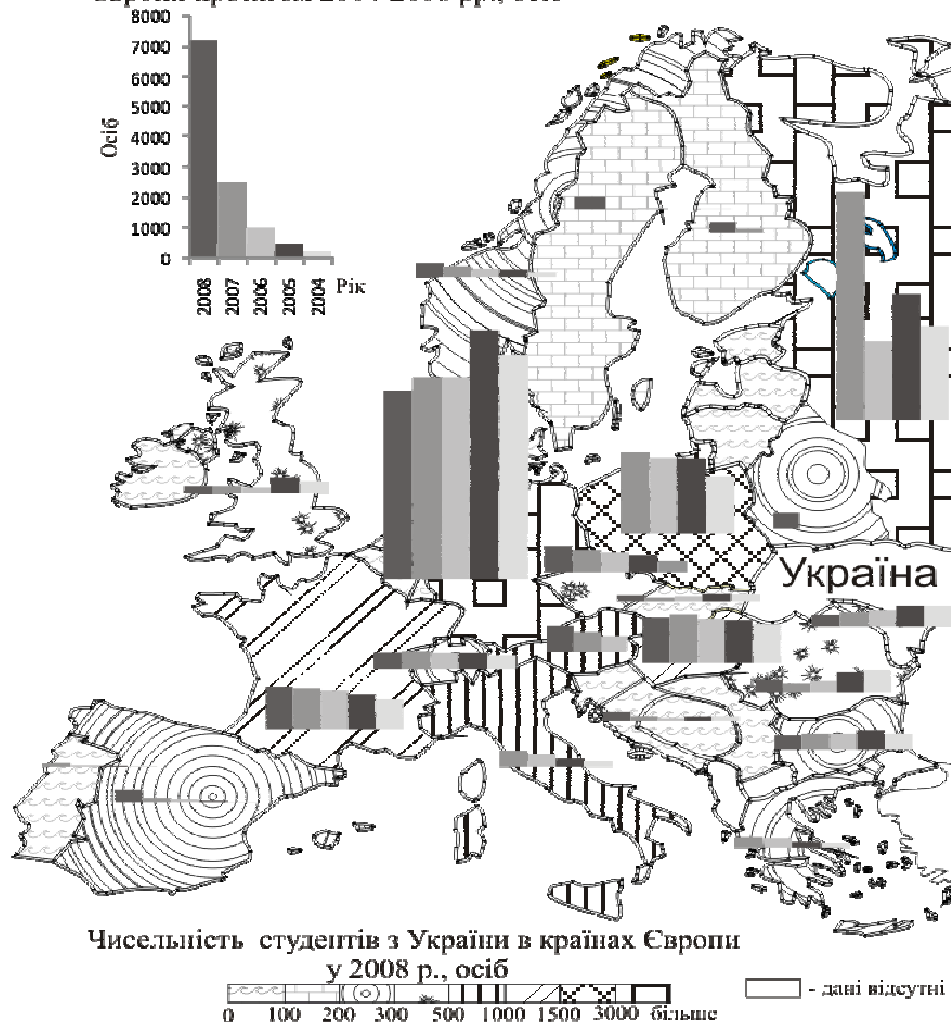 8000
7000
6000
5000
4000
3000
2000
1000
0
Осіб
2008 2007 2006 2005 2004 Рік
Україна
Чисельність студентів з України в країнах Європи
у 2008 р., осіб
0 100 200 300 500 1000 1500 3000 більше
- дані відсутні